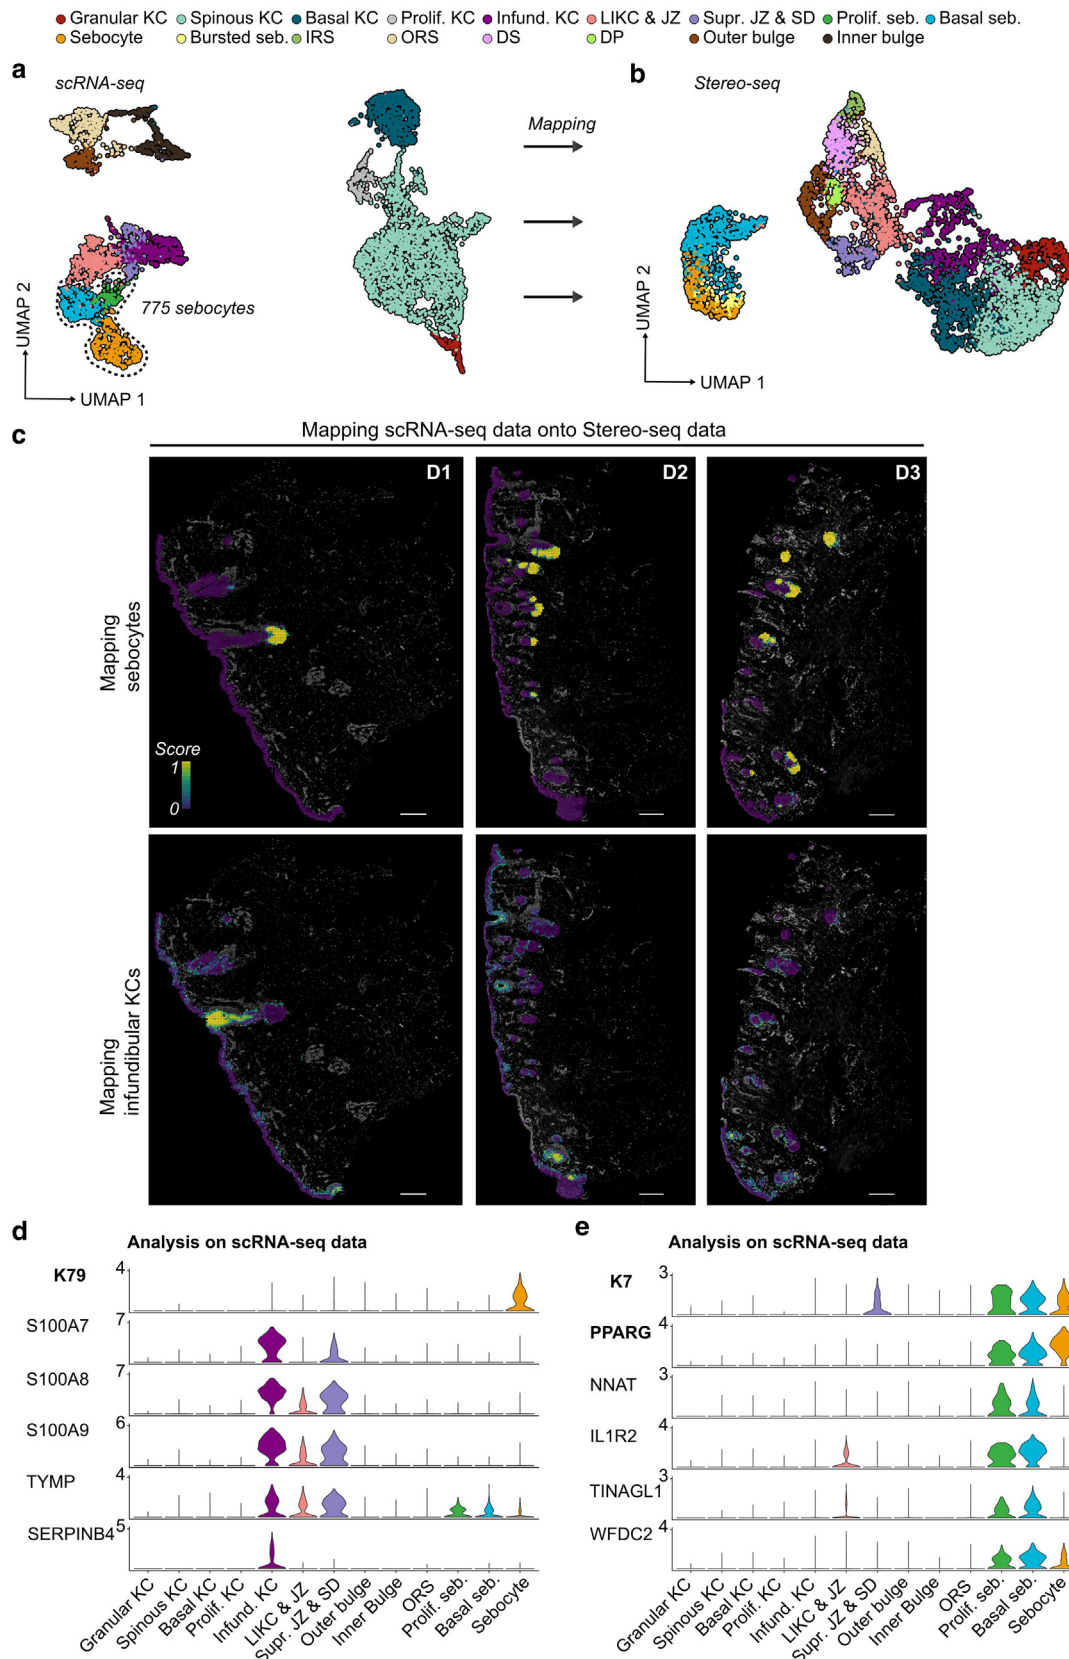 Granular KC Spinous KC Basal KC Prolif. KC Infund. KC LIKC & JZ Supr. JZ & SD Prolif. seb. Basal seb.
Sebocyte Bursted seb. IRS ORS DS DP Outer bulge Inner bulge
a
scRNA-seq
Mapping
775 sebocytes
UMAP 2
UMAP 1
b
Stereo-seq
UMAP 2
UMAP 1
c
Mapping scRNA-seq data onto Stereo-seq data
Mapping sebocytes
D1
D2
D3
Score
1
0
Mapping infundibular KCs
d
Analysis on scRNA-seq data
K79
4
S100A7
7
S100A8
7
S100A9
6
TYMP
4
SERPINB4
5
Granular KC
Spinous KC
Basal KC
Prolif. KC
Infund. KC
LIKC & JZ
Supr. JZ & SD
Outer bulge
Inner Bulge
ORS
Prolif. seb.
Basal seb.
Sebocyte
e
Analysis on scRNA-seq data
K7
3
PPARG
4
NNAT
3
IL1R2
4
TINAGL1
3
WFDC2
4
Granular KC
Spinous KC
Basal KC
Prolif. KC
Infund. KC
LIKC & JZ
Supr. JZ & SD
Outer bulge
Inner Bulge
ORS
Prolif. seb.
Basal seb.
Sebocyte